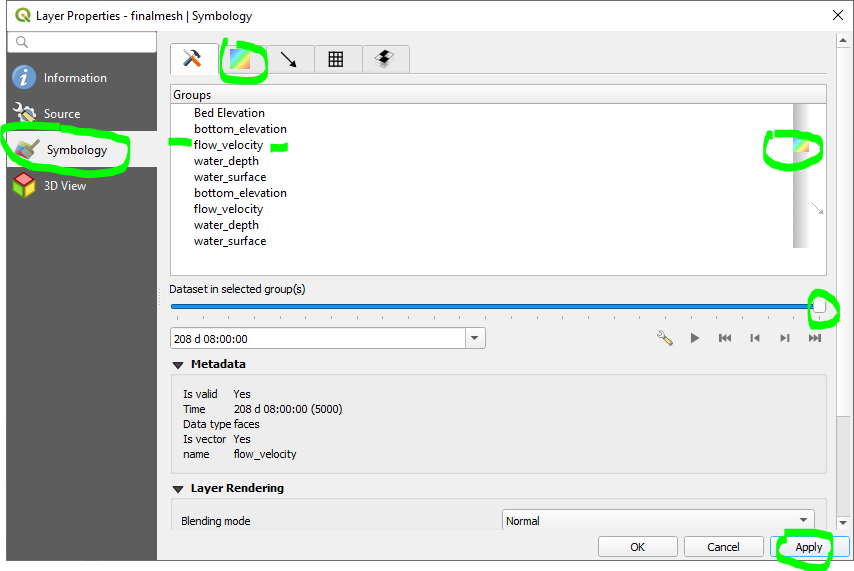 Layer Properties - finalmesh | Symbology
Information
Source
Symbology
3D View
Groups
Bed Elevation
bottom_elevation
flow_velocity
water_depth
water_surface
bottom_elevation
flow_velocity
water_depth
water_surface
Dataset in selected group(s)
208 d 08:00:00
Metadata
Is valid Yes
Time 208 d 08:00:00 (5000)
Data type faces
Is vector Yes
name flow_velocity
Layer Rendering
Blending mode Normal
OK Cancel Apply